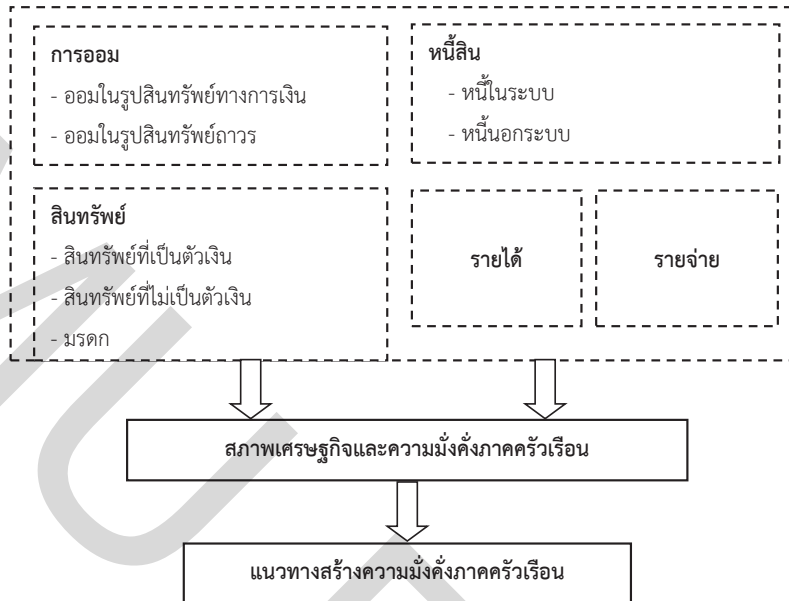 การออม
- ออมในรูปสินทรัพย์ทางการเงิน
- ออมในรูปสินทรัพย์ถาวร
หนี้สิน
- หนี้ในระบบ
- หนี้นอกระบบ
สินทรัพย์
- สินทรัพย์ที่เป็นตัวเงิน
- สินทรัพย์ที่ไม่เป็นตัวเงิน
- มรดก
รายได้
รายจ่าย
สภาพเศรษฐกิจและความมั่งคั่งภาคครัวเรือน
แนวทางสร้างความมั่งคั่งภาคครัวเรือน